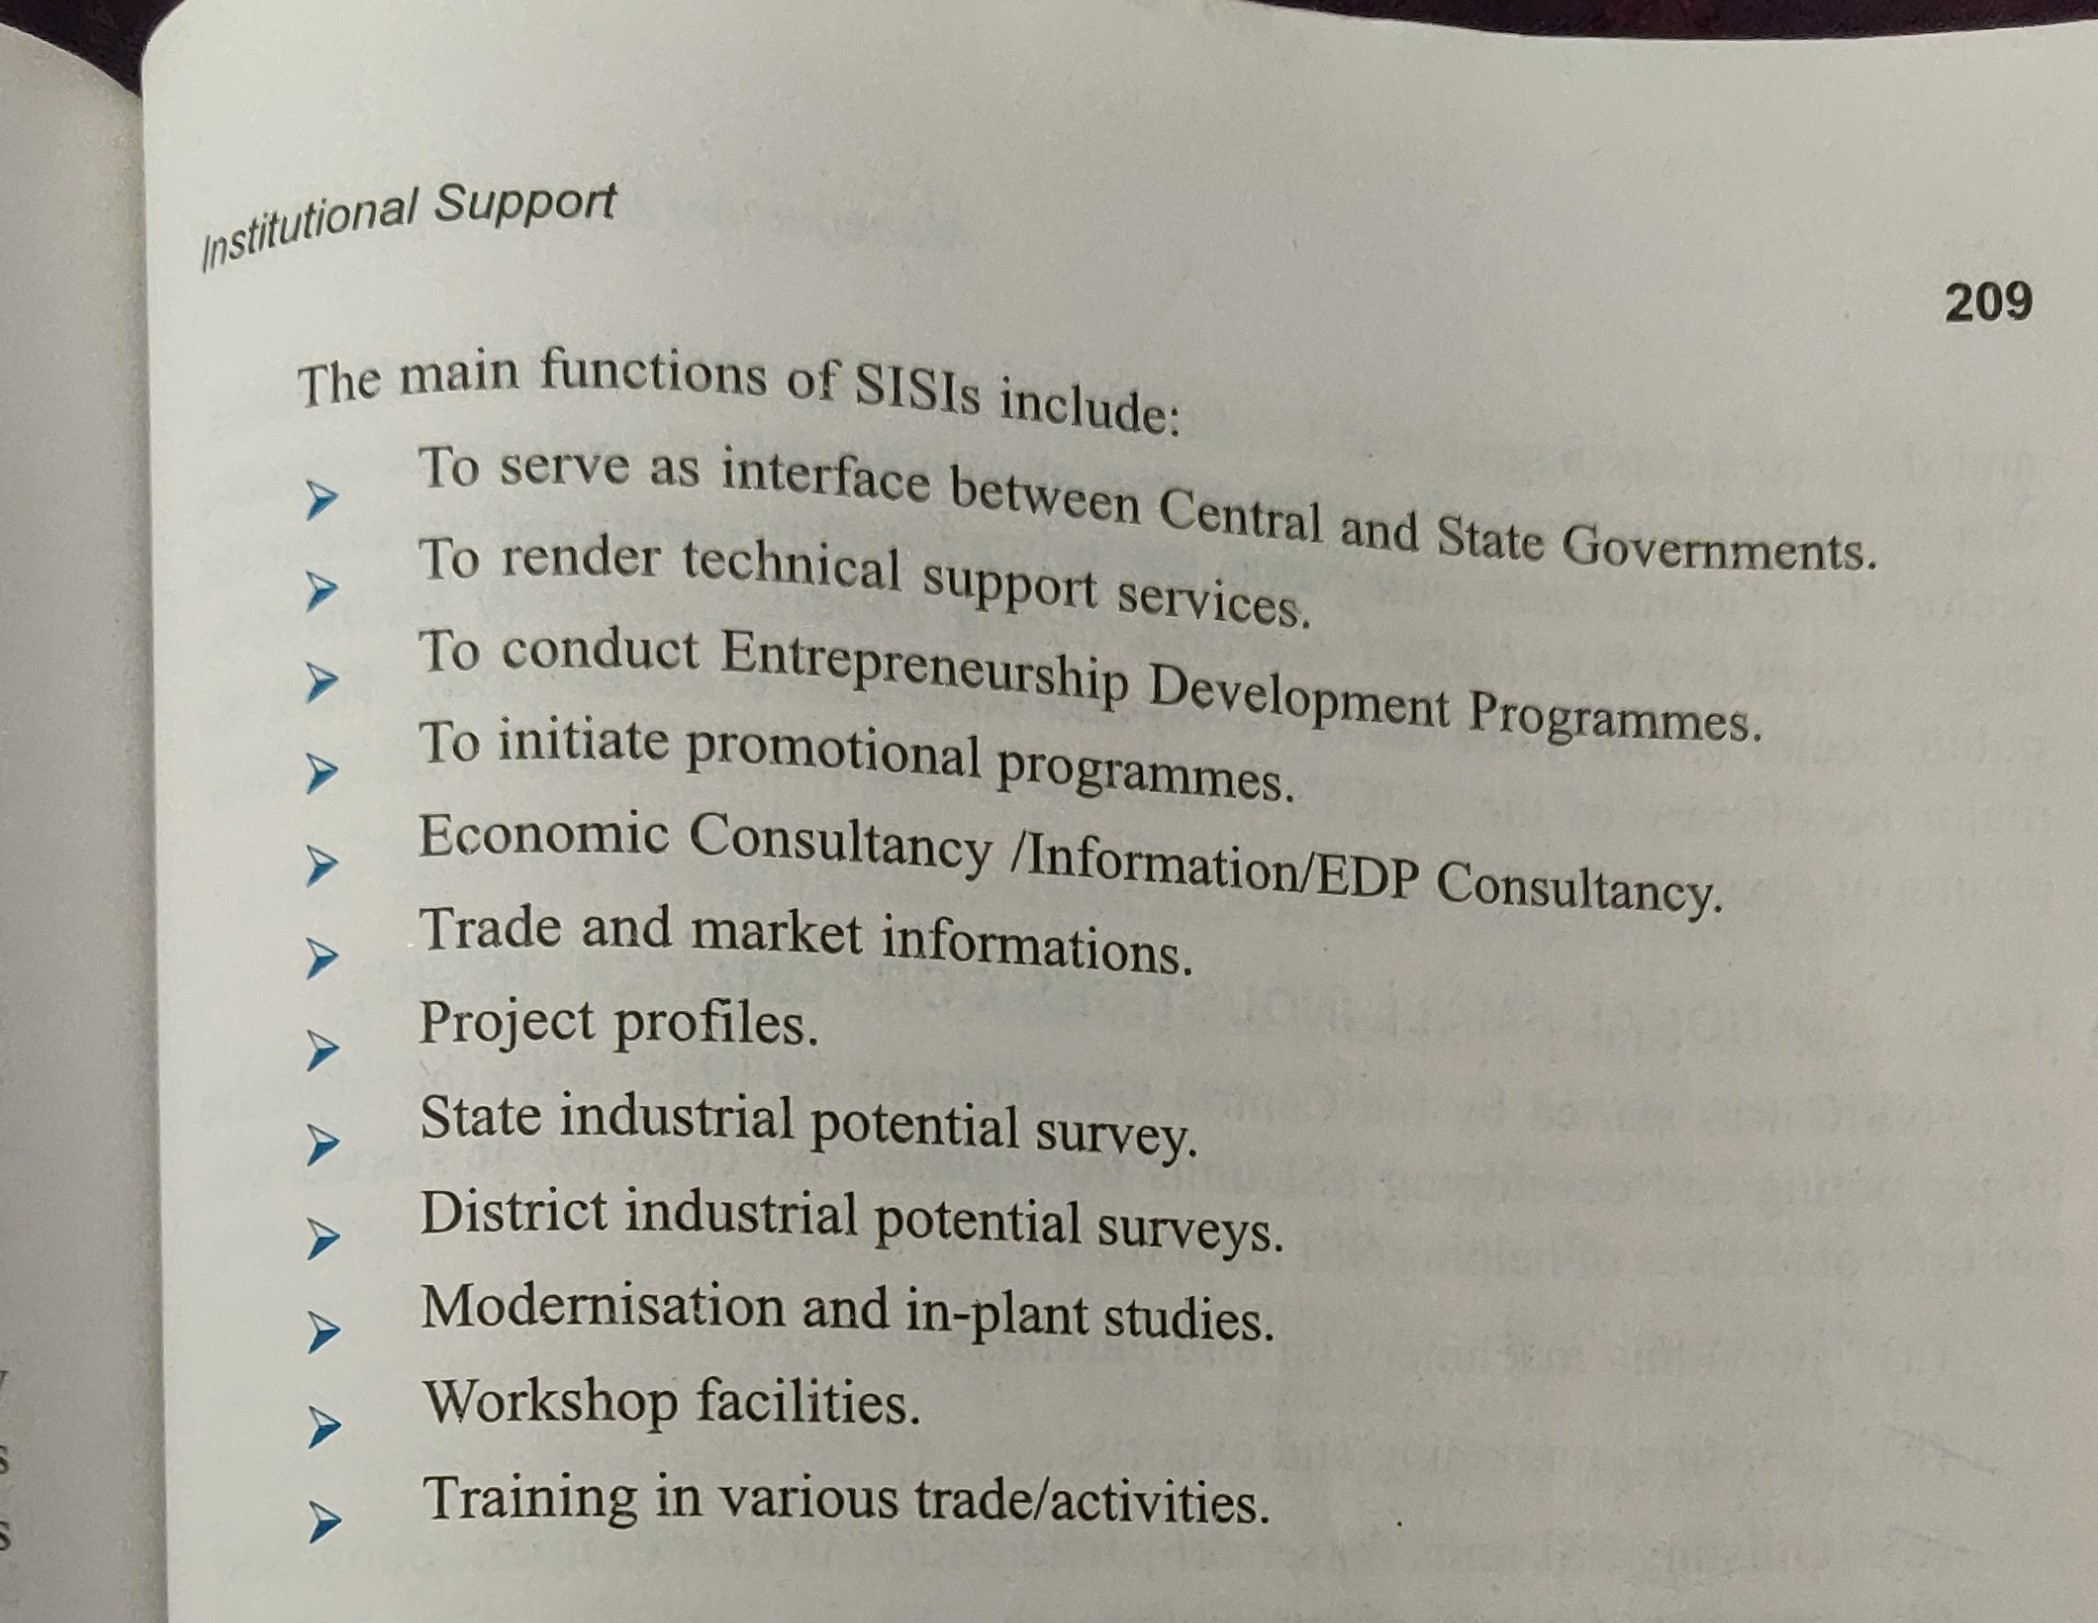 Institutional Support
209
The main functions of SISIs include:
➢ To serve as interface between Central and State Governments.
➢ To render technical support services.
➢ To conduct Entrepreneurship Development Programmes.
➢ To initiate promotional programmes.
➢ Economic Consultancy /Information/EDP Consultancy.
➢ Trade and market informations.
➢ Project profiles.
➢ State industrial potential survey.
➢ District industrial potential surveys.
➢ Modernisation and in-plant studies.
➢ Workshop facilities.
➢ Training in various trade/activities.